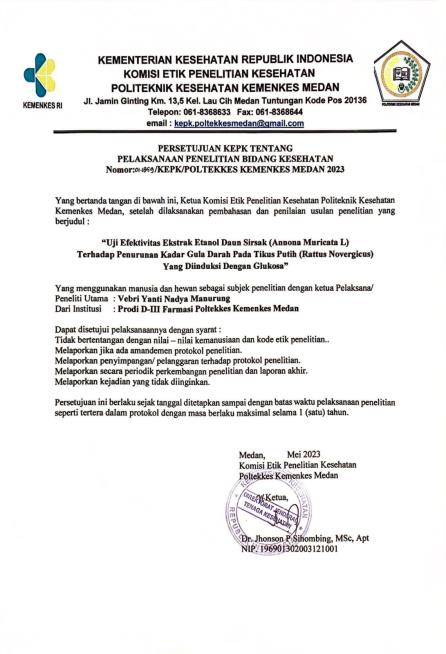 KEMENTERIAN KESEHATAN REPUBLIK INDONESIA
KOMISI ETIK PENELITIAN KESEHATAN
POLITEKNIK KESEHATAN KEMENKES MEDAN
Jl. Jamin Ginting Km. 13,5 Kel. Lau Cih Medan Tuntungan Kode Pos 20136
Telepon: 061-8368633 Fax: 061-8368644
email : kepk.poltekkesmedan@gmail.com
KEMENKES RI
PERSETUJUAN KEPK TENTANG
PELAKSANAAN PENELITIAN BIDANG KESEHATAN
Nomor: /KEPK/POLTEKKES KEMENKES MEDAN 2023
Yang bertanda tangan di bawah ini, Ketua Komisi Etik Penelitian Kesehatan Politeknik Kesehatan
Kemenkes Medan, setelah dilaksanakan pembahasan dan penilaian usulan penelitian yang
berjudul :
“Uji Efektivitas Ekstrak Etanol Daun Sirsak (Annona Muricata L)
Terhadap Penurunan Kadar Gula Darah Pada Tikus Putih (Rattus Novergicus)
Yang Diinduksi Dengan Glukosa”
Yang menggunakan manusia dan hewan sebagai subjek penelitian dengan ketua Pelaksana/
Peneliti Utama : Vebri Yanti Nadya Manurung
Dari Institusi : Prodi D-III Farmasi Poltekkes Kemenkes Medan
Dapat disetujui pelaksanaannya dengan syarat :
Tidak bertentangan dengan nilai – nilai kemanusiaan dan kode etik penelitian..
Melaporkan jika ada amandemen protokol penelitian.
Melaporkan penyimpangan/ pelanggaran terhadap protokol penelitian.
Melaporkan secara periodik perkembangan penelitian dan laporan akhir.
Melaporkan kejadian yang tidak diinginkan.
Persetujuan ini berlaku sejak tanggal ditetapkan sampai dengan batas waktu pelaksanaan penelitian
seperti tertera dalam protokol dengan masa berlaku maksimal selama 1 (satu) tahun.
Medan, Mei 2023
Komisi Etik Penelitian Kesehatan
Poltekkes Kemenkes Medan
Ketua,
DIREKTORAT JENDERAL
TENAGA KESEHATAN
Dr. Jhonson P Sihombing, MSc, Apt
NIP. 196901302003121001